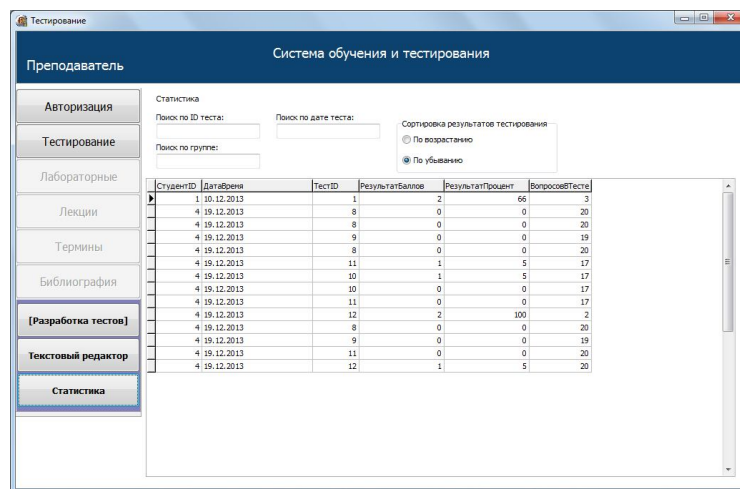 Тестирование
Система обучения и тестирования
Преподаватель
Авторизация
Тестирование
Лабораторные
Лекции
Термины
Библиография
[Разработка тестов]
Текстовый редактор
Статистика
Статистика
Поиск по ID теста:
Поиск по дате теста:
Поиск по группе:
Сортировка результатов тестирования
По возрастанию
По убыванию
СтудентID ДатаВремя ТестID РезультатБаллов РезультатПроцент ВопросовВТесте
1 10.12.2013 1 2 66 3
4 19.12.2013 8 0 0 20
4 19.12.2013 8 0 0 20
4 19.12.2013 9 0 0 19
4 19.12.2013 8 0 0 20
4 19.12.2013 11 1 5 17
4 19.12.2013 10 1 5 17
4 19.12.2013 10 0 0 17
4 19.12.2013 11 0 0 17
4 19.12.2013 12 2 100 2
4 19.12.2013 8 0 0 20
4 19.12.2013 9 0 0 19
4 19.12.2013 11 0 0 20
4 19.12.2013 12 1 5 20